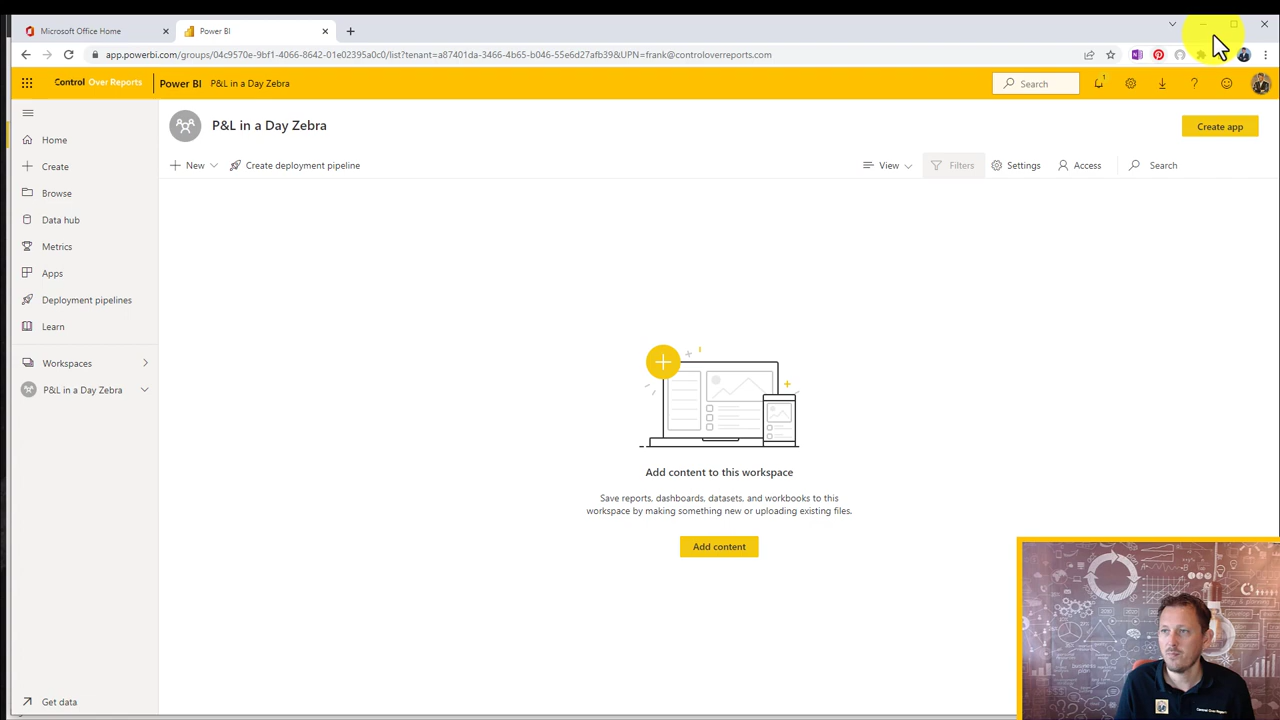 Microsoft Office Home
Power BI
app.powerbi.com/groups/04c9570e-9bf1-4066-8642-01e02395a0c0/list?tenant=a87401da-3466-4b65-b046-55e6d27afb39&UPN=frank@controloverreports.com
Control Over Reports
Power BI
P&L in a Day Zebra
Search
1
P&L in a Day Zebra
Create app
New
Create deployment pipeline
View
Filters
Settings
Access
Search
Home
Create
Browse
Data hub
Metrics
Apps
Deployment pipelines
Learn
Workspaces
P&L in a Day Zebra
Add content to this workspace
Save reports, dashboards, datasets, and workbooks to this
workspace by making something new or uploading existing files.
Add content
Get data
Control Over Reports